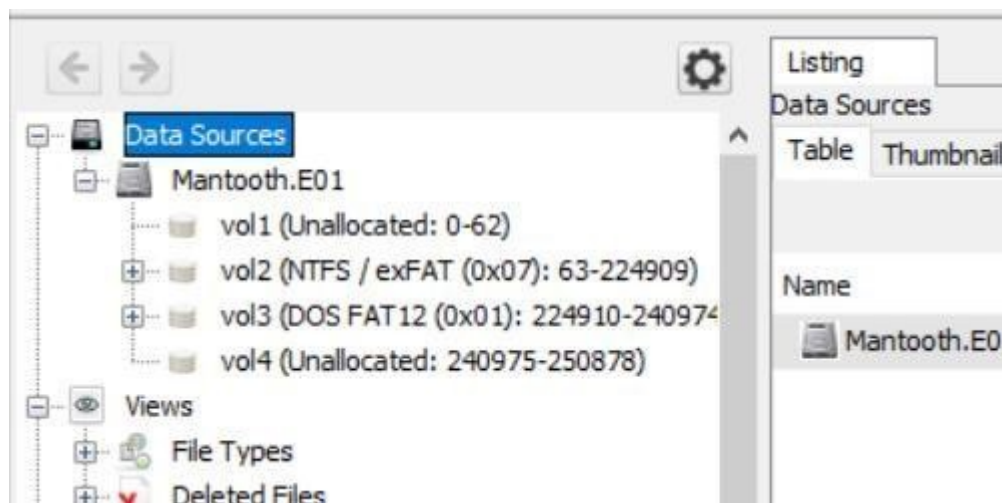 Data Sources
Mantooth.E01
vol1 (Unallocated: 0-62)
vol2 (NTFS / exFAT (0x07): 63-224909)
vol3 (DOS FAT12 (0x01): 224910-240974
vol4 (Unallocated: 240975-250878)
Views
File Types
Deleted Files
Listing
Data Sources
Table Thumbnail
Name
Mantooth.E0